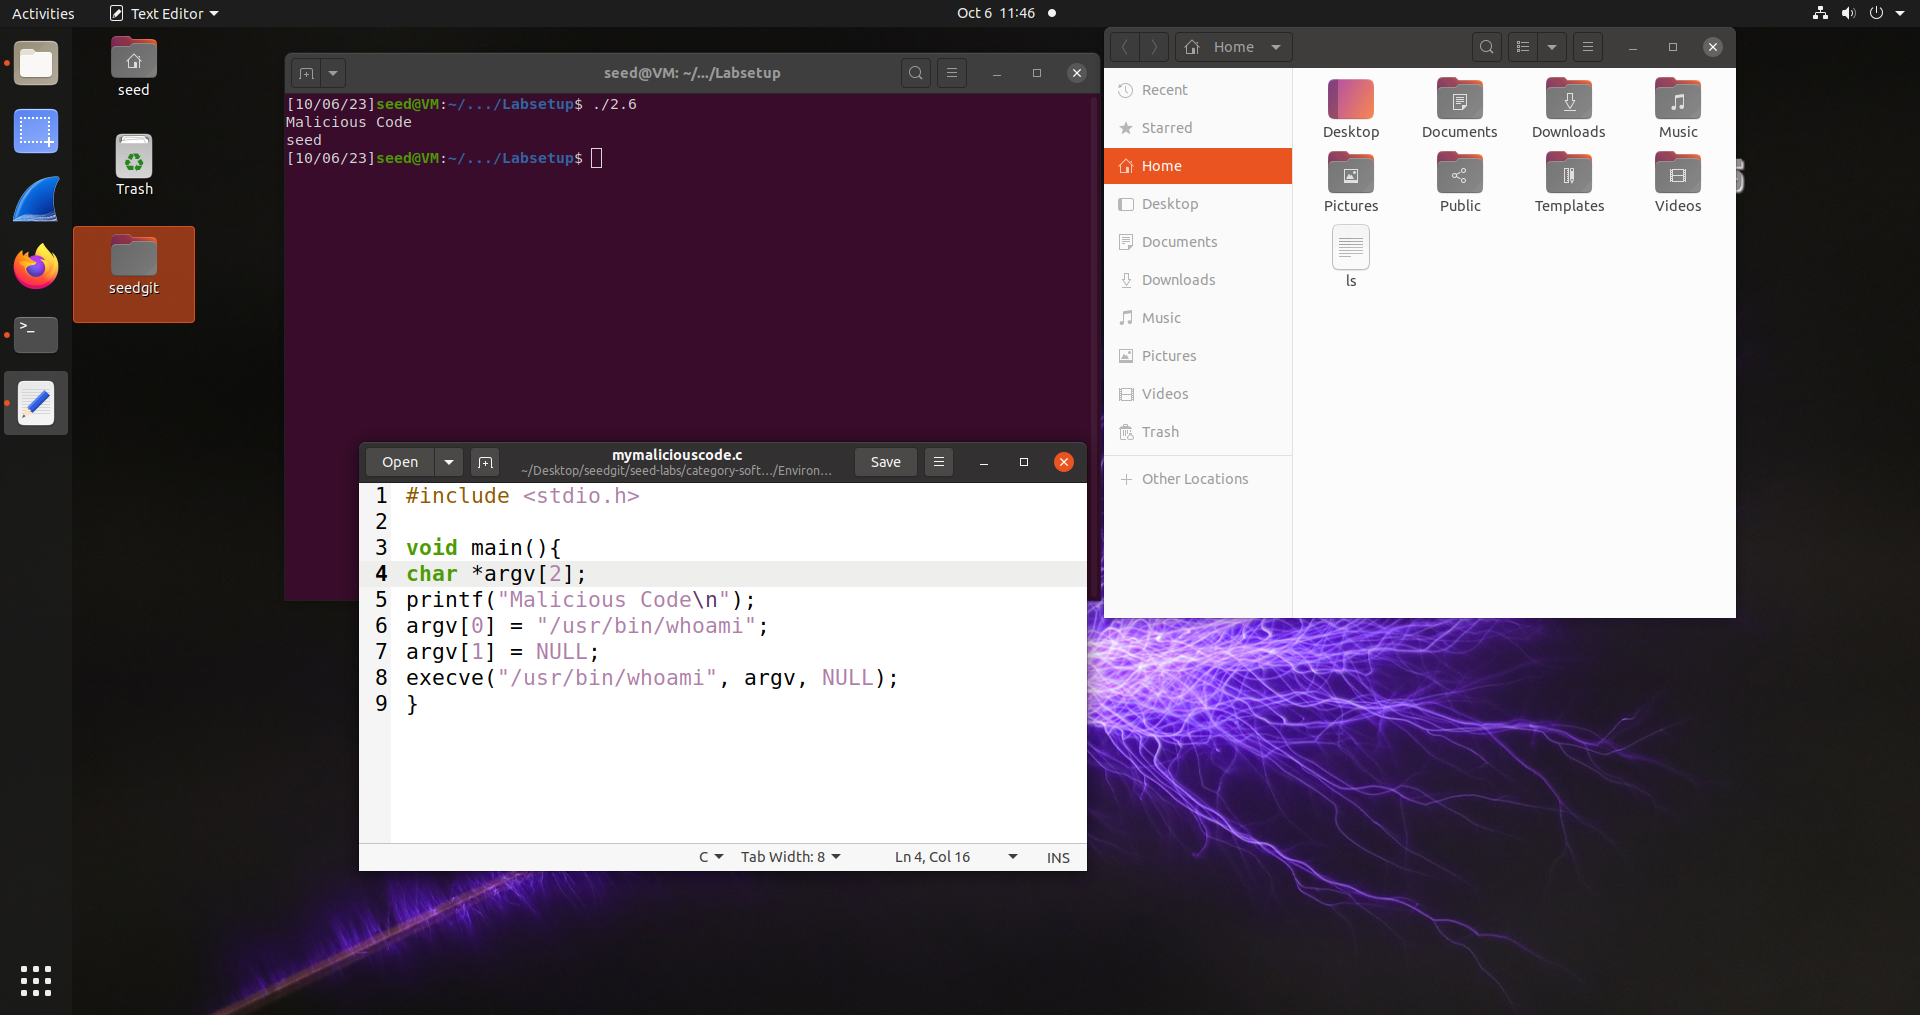 Activities
Text Editor
Oct 6 11:46
seed
Trash
seedgit
seed@VM: ~/.../Labsetup
[10/06/23]seed@VM:~/.../Labsetup$ ./2.6
Malicious Code
seed
[10/06/23]seed@VM:~/.../Labsetup$
Home
Recent
Starred
Home
Desktop
Documents
Downloads
Music
Pictures
Videos
Trash
Other Locations
Desktop Documents Downloads Music
Pictures Public Templates Videos
ls
Open
mymaliciouscode.c
~/Desktop/seedgit/seed-labs/category-soft.../Environ...
Save
1 #include <stdio.h>
2
3 void main(){
4 char *argv[2];
5 printf("Malicious Code\n");
6 argv[0] = "/usr/bin/whoami";
7 argv[1] = NULL;
8 execve("/usr/bin/whoami", argv, NULL);
9 }
C Tab Width: 8 Ln 4, Col 16 INS